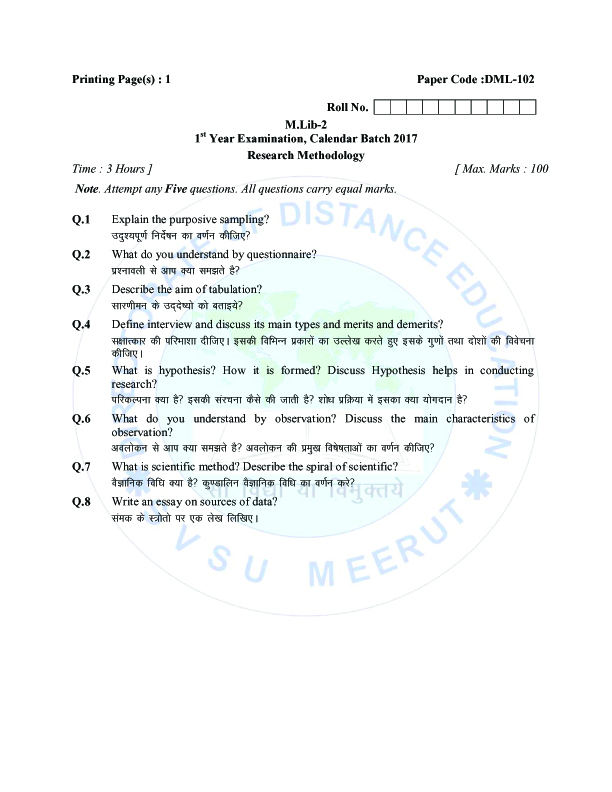 Printing Page(s) : 1 Paper Code :DML-102
Roll No.
M.Lib-2
1st Year Examination, Calendar Batch 2017
Research Methodology
Time : 3 Hours ] [ Max. Marks : 100
Note. Attempt any Five questions. All questions carry equal marks.
Q.1 Explain the purposive sampling?
उदुश्यपूर्ण निर्देषन का वर्णन कीजिए?
Q.2 What do you understand by questionnaire?
प्रश्नावली से आप क्या समझते है?
Q.3 Describe the aim of tabulation?
सारणीमन के उद्देष्यो को बताइये?
Q.4 Define interview and discuss its main types and merits and demerits?
सक्षात्कार की परिभाशा दीजिए। इसकी विभिन्न प्रकारों का उल्लेख करते हुए इसके गुणों तथा दोशों की विवेचना
कीजिए।
Q.5 What is hypothesis? How it is formed? Discuss Hypothesis helps in conducting
research?
परिकल्पना क्या है? इसकी संरचना कैसे की जाती है? शोध प्रक्रिया में इसका क्या योगदान है?
Q.6 What do you understand by observation? Discuss the main characteristics of
observation?
अवलोकन से आप क्या समझते है? अवलोकन की प्रमुख विषेषताओं का वर्णन कीजिए?
Q.7 What is scientific method? Describe the spiral of scientific?
वैज्ञानिक विधि क्या है? कुण्डालिन वैज्ञानिक विधि का वर्णन करे?
Q.8 Write an essay on sources of data?
संमक के स्त्रोतो पर एक लेख लिखिए।
DIRECTORATE OF DISTANCE EDUCATION
सा विद्या या विमुक्तये
SVSU MEERUT